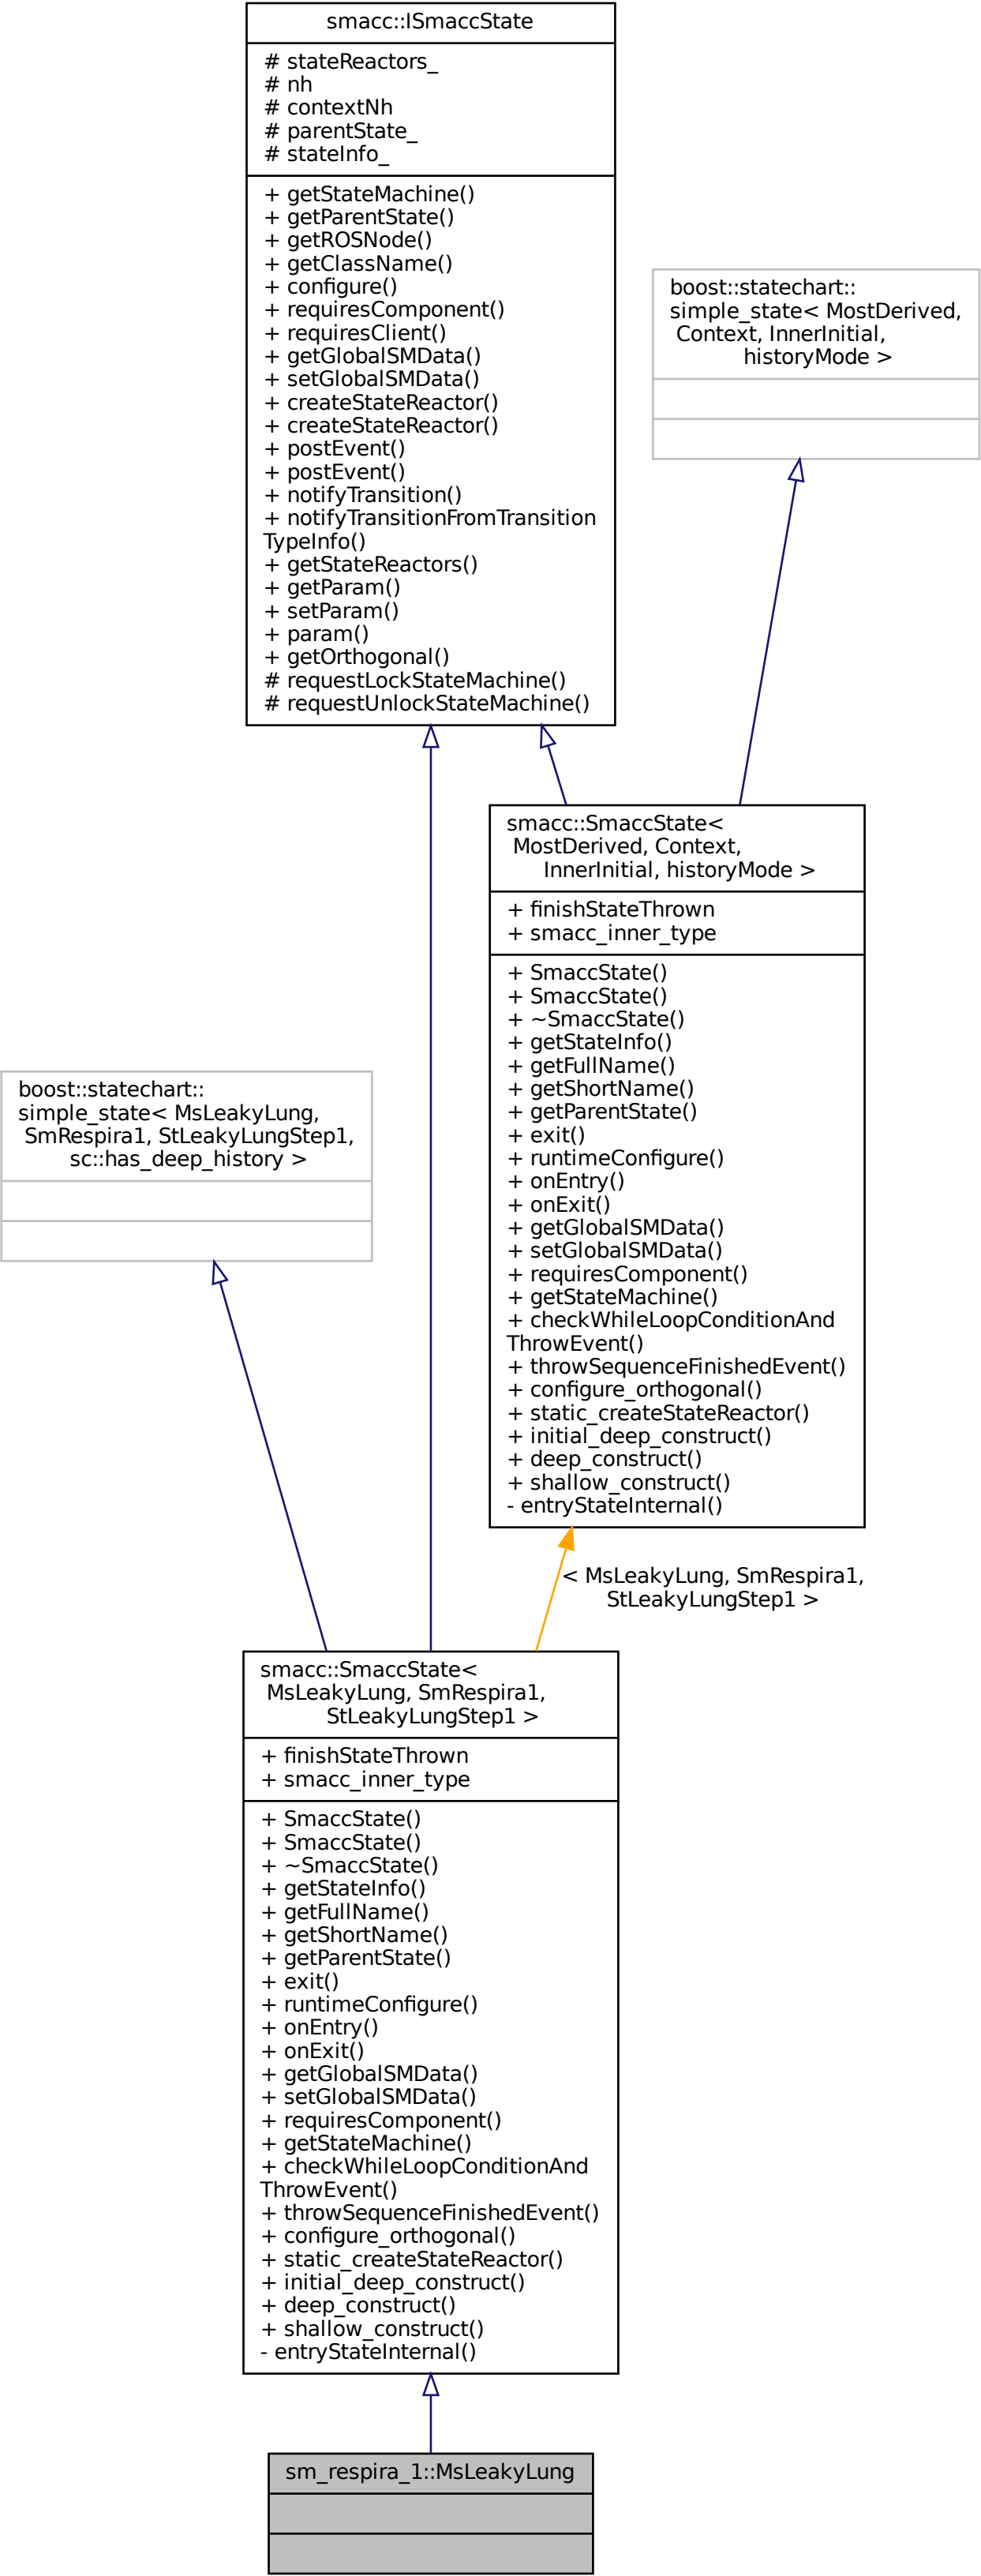 smacc::ISmaccState
# stateReactors_
# nh
# contextNh
# parentState_
# stateInfo_
+ getStateMachine()
+ getParentState()
+ getROSNode()
+ getClassName()
+ configure()
+ requiresComponent()
+ requiresClient()
+ getGlobalSMData()
+ setGlobalSMData()
+ createStateReactor()
+ createStateReactor()
+ postEvent()
+ postEvent()
+ notifyTransition()
+ notifyTransitionFromTransition
TypeInfo()
+ getStateReactors()
+ getParam()
+ setParam()
+ param()
+ getOrthogonal()
# requestLockStateMachine()
# requestUnlockStateMachine()
boost::statechart::
simple_state< MostDerived,
Context, InnerInitial,
historyMode >
smacc::SmaccState<
MostDerived, Context,
InnerInitial, historyMode >
+ finishStateThrown
+ smacc_inner_type
+ SmaccState()
+ SmaccState()
+ ~SmaccState()
+ getStateInfo()
+ getFullName()
+ getShortName()
+ getParentState()
+ exit()
+ runtimeConfigure()
+ onEntry()
+ onExit()
+ getGlobalSMData()
+ setGlobalSMData()
+ requiresComponent()
+ getStateMachine()
+ checkWhileLoopConditionAnd
ThrowEvent()
+ throwSequenceFinishedEvent()
+ configure_orthogonal()
+ static_createStateReactor()
+ initial_deep_construct()
+ deep_construct()
+ shallow_construct()
- entryStateInternal()
boost::statechart::
simple_state< MsLeakyLung,
SmRespira1, StLeakyLungStep1,
sc::has_deep_history >
< MsLeakyLung, SmRespira1,
StLeakyLungStep1 >
smacc::SmaccState<
MsLeakyLung, SmRespira1,
StLeakyLungStep1 >
+ finishStateThrown
+ smacc_inner_type
+ SmaccState()
+ SmaccState()
+ ~SmaccState()
+ getStateInfo()
+ getFullName()
+ getShortName()
+ getParentState()
+ exit()
+ runtimeConfigure()
+ onEntry()
+ onExit()
+ getGlobalSMData()
+ setGlobalSMData()
+ requiresComponent()
+ getStateMachine()
+ checkWhileLoopConditionAnd
ThrowEvent()
+ throwSequenceFinishedEvent()
+ configure_orthogonal()
+ static_createStateReactor()
+ initial_deep_construct()
+ deep_construct()
+ shallow_construct()
- entryStateInternal()
sm_respira_1::MsLeakyLung